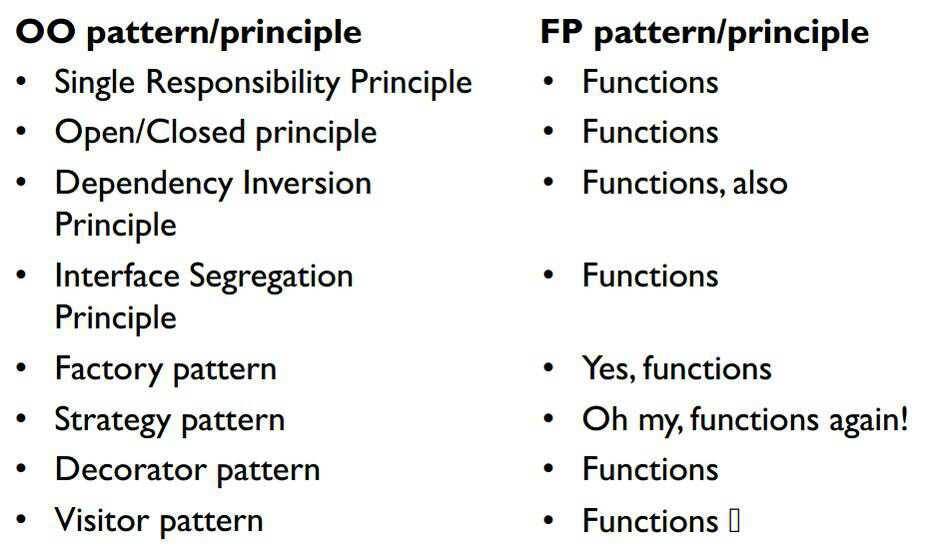 OO pattern/principle
• Single Responsibility Principle
• Open/Closed principle
• Dependency Inversion
Principle
• Interface Segregation
Principle
• Factory pattern
• Strategy pattern
• Decorator pattern
• Visitor pattern
FP pattern/principle
• Functions
• Functions
• Functions, also
• Functions
• Yes, functions
• Oh my, functions again!
• Functions
• Functions ▯